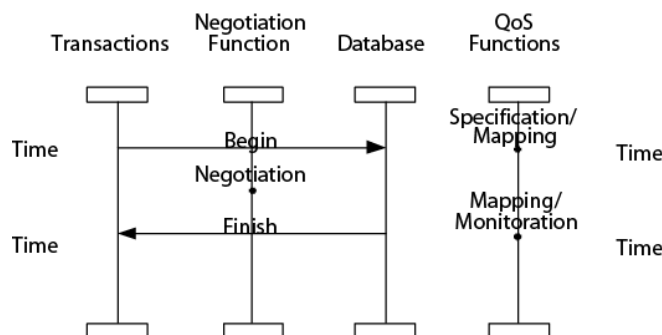 Negotiation
Function
QoS
Functions
Transactions
Database
Specification/
Mapping
Time
Begin
Time
Negotiation
Mapping/
Monitoration
Finish
Time
Time